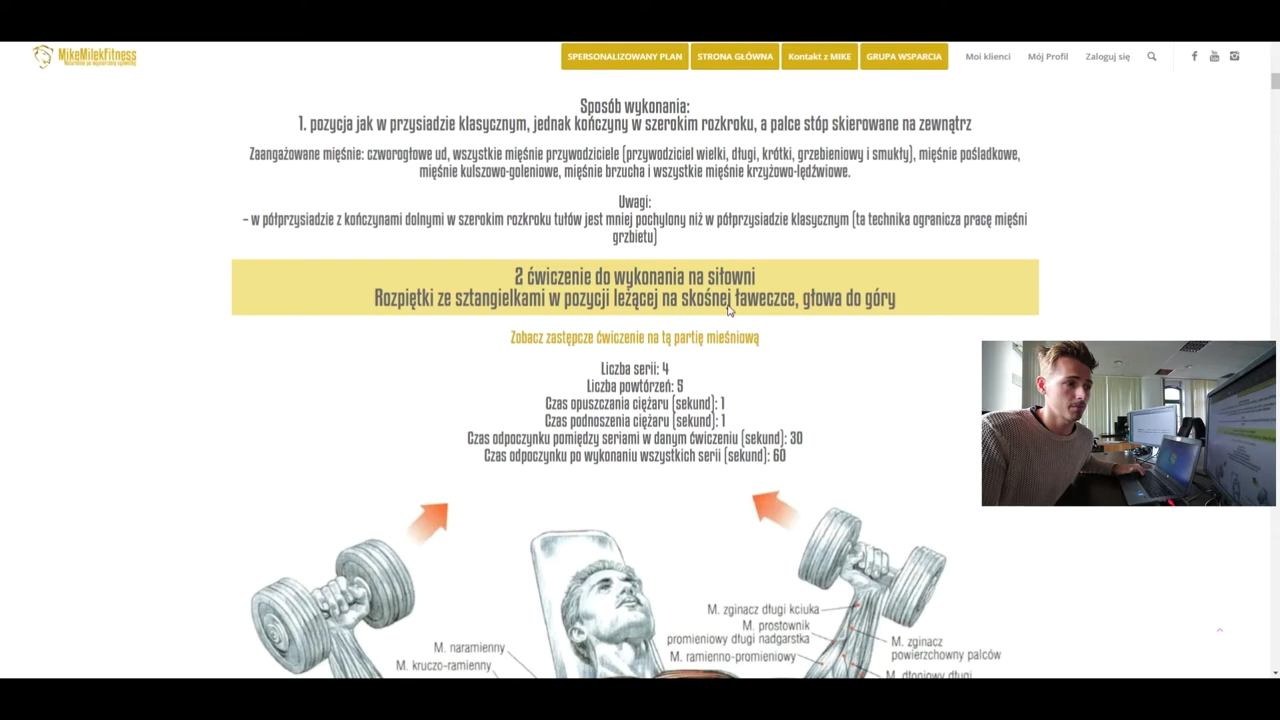 MikeMilekFitness
SPERSONALIZOWANY PLAN
STRONA GŁÓWNA
Kontakt z MIKE
GRUPA WSPARCIA
Moi klienci
Mój Profil
Zaloguj się
Sposób wykonania:
1. pozycja jak w przysiadzie klasycznym, jednak kończyny w szerokim rozkroku, a palce stóp skierowane na zewnątrz
Zaangażowane mięśnie: czworogłowe ud, wszystkie mięśnie przywodziciele (przywodziciel wielki, długi, krótki, grzebieniowy i smukły), mięśnie pośladkowe,
mięśnie kulszowo-goleniowe, mięśnie brzucha i wszystkie mięśnie krzyżowo-lędźwiowe.
Uwagi:
– w półprzysiadzie z kończynami dolnymi w szerokim rozkroku tułów jest mniej pochylony niż w półprzysiadzie klasycznym (ta technika ogranicza pracę mięśni
grzbietu)
2 ćwiczenie do wykonania na siłowni
Rozpiętki ze sztangielkami w pozycji leżącej na skośnej ławeczce, głowa do góry
Zobacz zastępcze ćwiczenie na tą partię mieśniową
Liczba serii: 4
Liczba powtórzeń: 5
Czas opuszczania ciężaru (sekund): 1
Czas podnoszenia ciężaru (sekund): 1
Czas odpoczynku pomiędzy seriami w danym ćwiczeniu (sekund): 30
Czas odpoczynku po wykonaniu wszystkich serii (sekund): 60
M. naramienny
M. kruczo-ramienny
M. zginacz długi kciuka
M. prostownik
promieniowy długi nadgarstka
M. ramienno-promieniowy
M. zginacz
powierzchowny palców
M. dłoniowy długi